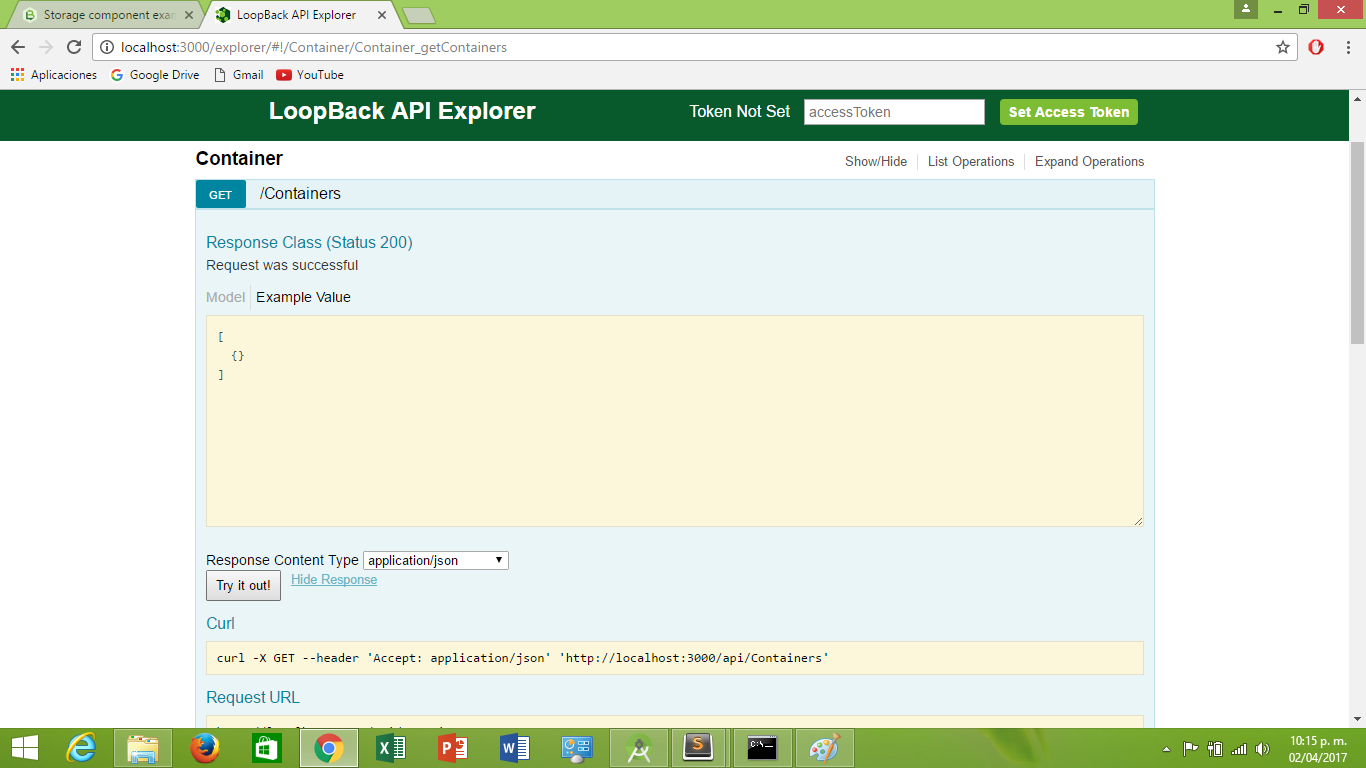 Storage component exa
LoopBack API Explorer
localhost:3000/explorer/#!/Container/Container_getContainers
Aplicaciones Google Drive Gmail YouTube
LoopBack API Explorer Token Not Set accessToken Set Access Token
Container Show/Hide List Operations Expand Operations
GET /Containers
Response Class (Status 200)
Request was successful
Model Example Value
[
{}
]
Response Content Type application/json
Try it out! Hide Response
Curl
curl -X GET --header 'Accept: application/json' 'http://localhost:3000/api/Containers'
Request URL
10:15 p. m.
02/04/2017